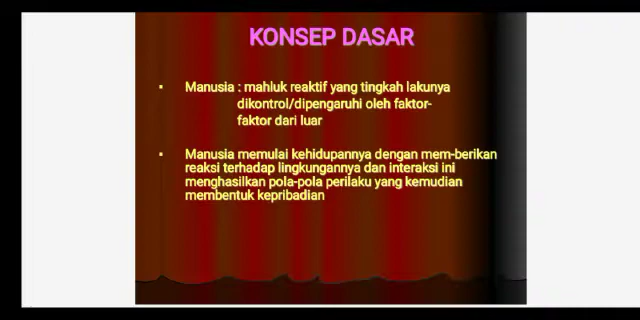 KONSEP DASAR
▪ Manusia : mahluk reaktif yang tingkah lakunya
dikontrol/dipengaruhi oleh faktor-
faktor dari luar
▪ Manusia memulai kehidupannya dengan mem-berikan
reaksi terhadap lingkungannya dan interaksi ini
menghasilkan pola-pola perilaku yang kemudian
membentuk kepribadian